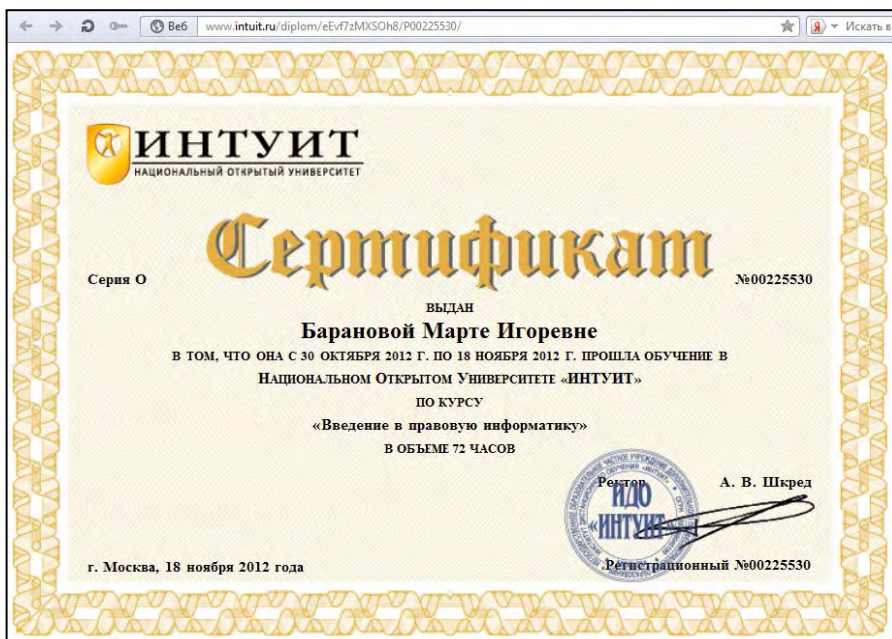 Веб www.intuit.ru/diplom/eEvf7zMXSOh8/P00225530/ Искать в
ИНТУИТ
НАЦИОНАЛЬНЫЙ ОТКРЫТЫЙ УНИВЕРСИТЕТ
Сертификат
Серия О №00225530
ВЫДАН
Барановой Марте Игоревне
В ТОМ, ЧТО ОНА С 30 ОКТЯБРЯ 2012 Г. ПО 18 НОЯБРЯ 2012 Г. ПРОШЛА ОБУЧЕНИЕ В
НАЦИОНАЛЬНОМ ОТКРЫТОМ УНИВЕРСИТЕТЕ «ИНТУИТ»
ПО КУРСУ
«Введение в правовую информатику»
В ОБЪЕМЕ 72 ЧАСОВ
Ректор А. В. Шкред
ИДО
«ИНТУИТ»
г. Москва, 18 ноября 2012 года Регистрационный №00225530